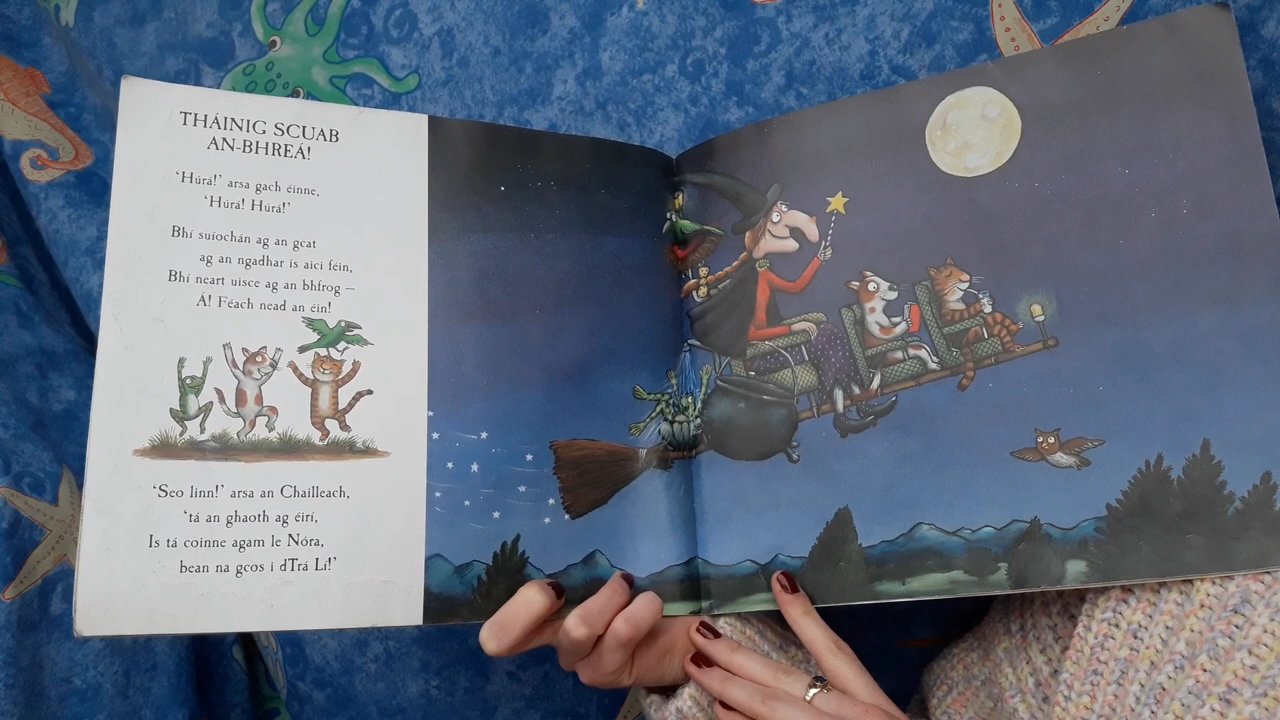 THÁINIG SCUAB
AN-BHREÁ!
‘Húrá!’ arsa gach éinne,
‘Húrá! Húrá!’
Bhí suíochán ag an gcat
ag an ngadhar is aici féin,
Bhí neart uisce ag an bhfrog –
Á! Féach nead an éin!
‘Seo linn!’ arsa an Chailleach,
‘tá an ghaoth ag éirí,
Is tá coinne agam le Nóra,
bean na gcos i dTrá Lí!’